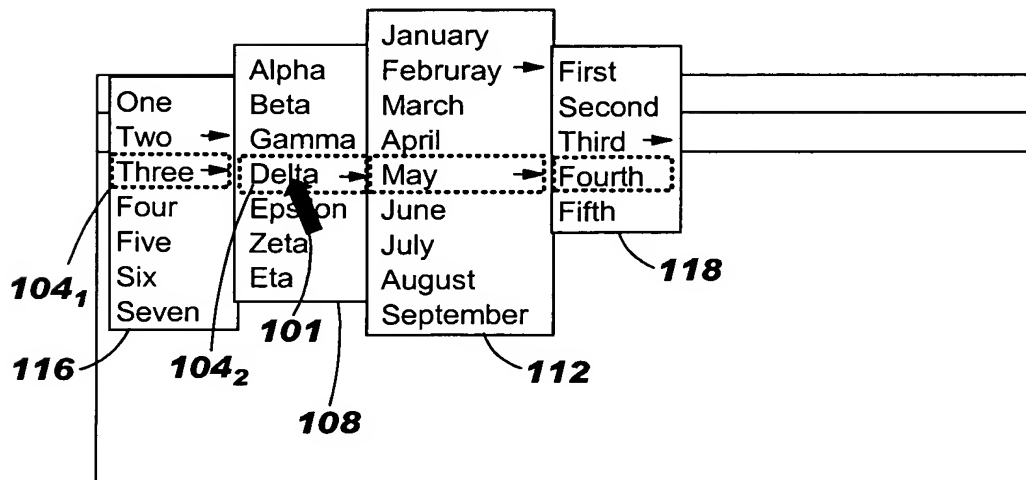 One
Two
Three
Four
Five
Six
Seven
Alpha
Beta
Gamma
Delta
Epsilon
Zeta
Eta
January
Februray
March
April
May
June
July
August
September
First
Second
Third
Fourth
Fifth
104₁
116
104₂
101
108
112
118